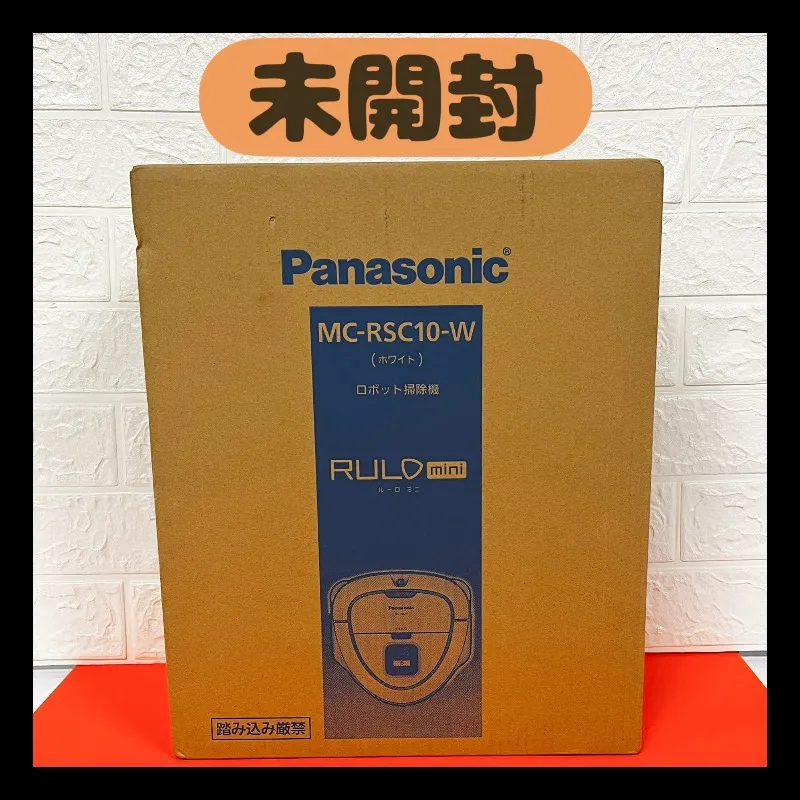 未開封
Panasonic®
MC-RSC10-W
(ホワイト)
ロボット掃除機
RULO mini
ルーロ ミニ
Panasonic
踏み込み厳禁